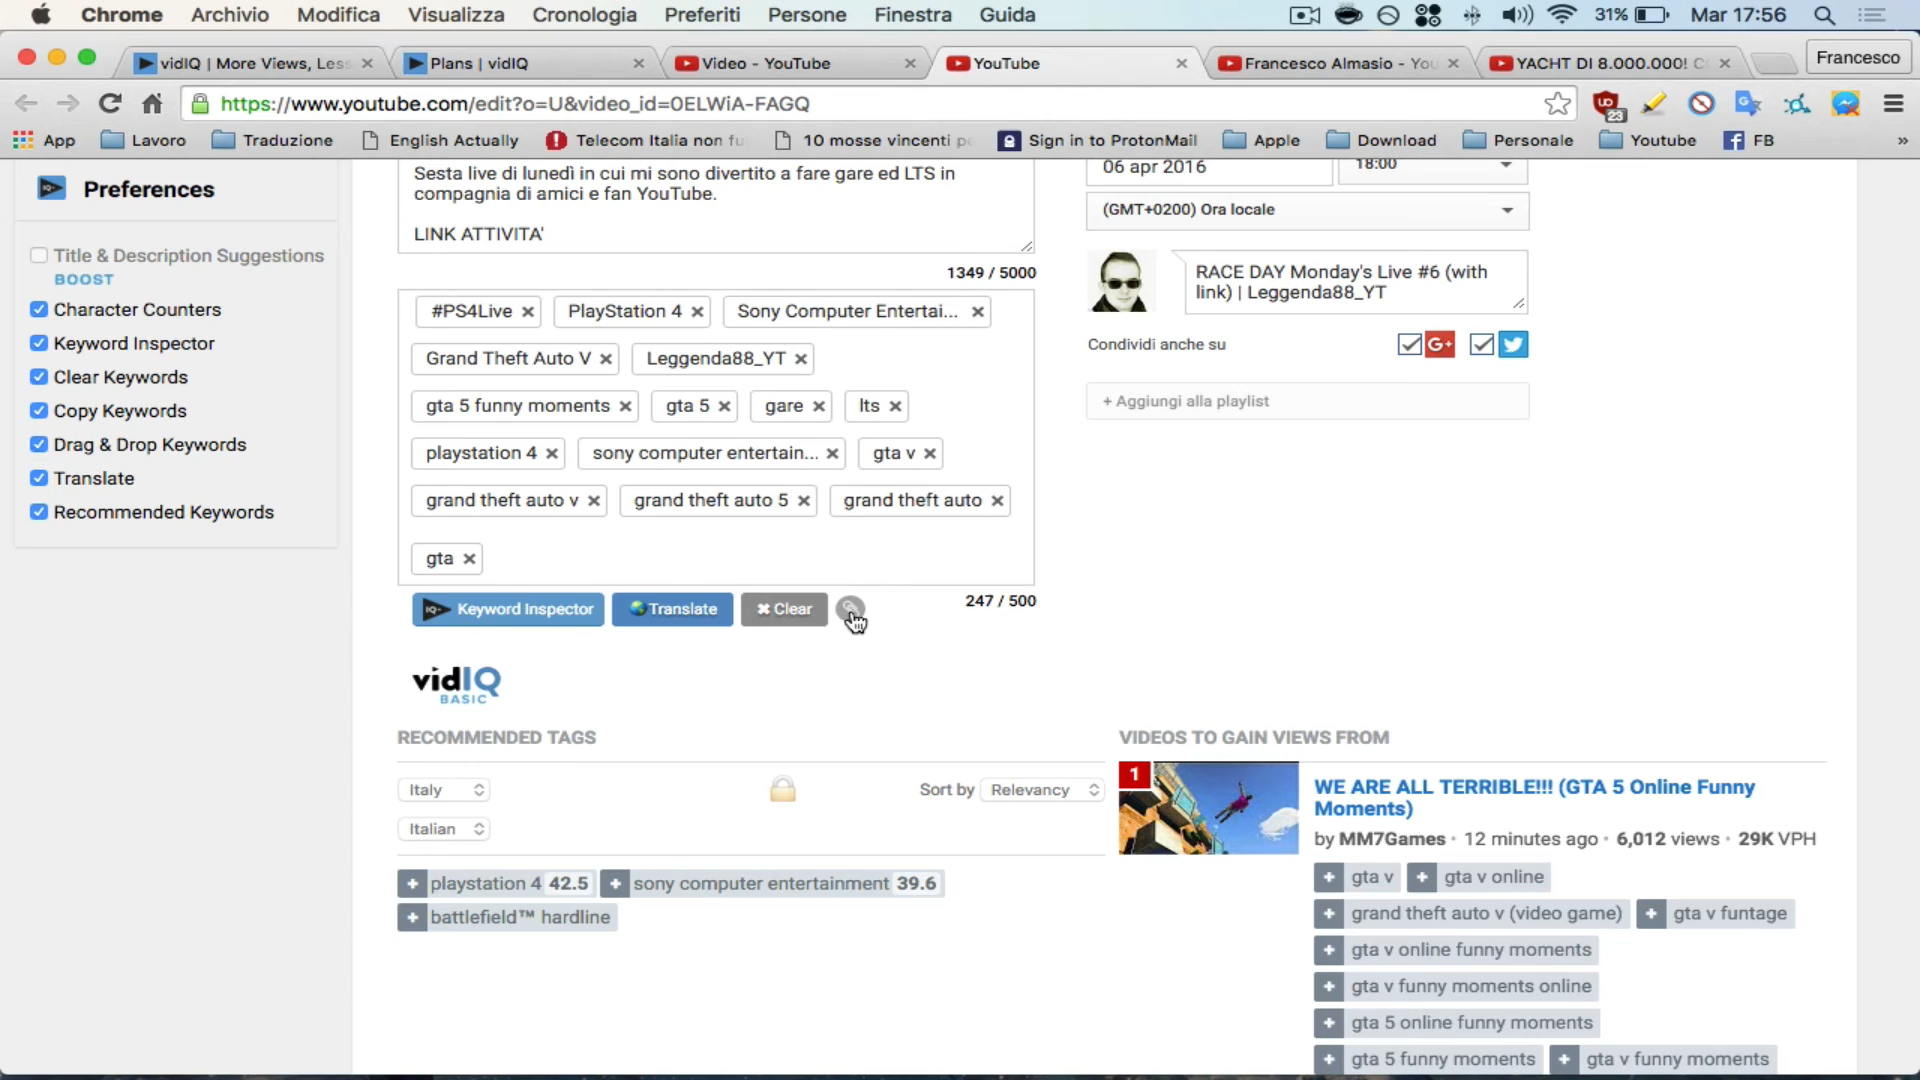 Chrome Archivio Modifica Visualizza Cronologia Preferiti Persone Finestra Guida 31% Mar 17:56
vidIQ | More Views, Less
Plans | vidIQ
Video - YouTube
YouTube
Francesco Almasio - You
YACHT DI 8.000.000!
Francesco
https://www.youtube.com/edit?o=U&video_id=0ELWiA-FAGQ
23
App Lavoro Traduzione English Actually Telecom Italia non fu 10 mosse vincenti pe Sign in to ProtonMail Apple Download Personale Youtube FB »
Preferences
Title & Description Suggestions
BOOST
Character Counters
Keyword Inspector
Clear Keywords
Copy Keywords
Drag & Drop Keywords
Translate
Recommended Keywords
Sesta live di lunedì in cui mi sono divertito a fare gare ed LTS in
compagnia di amici e fan YouTube.
LINK ATTIVITA'
1349 / 5000
#PS4Live PlayStation 4 Sony Computer Entertai...
Grand Theft Auto V Leggenda88_YT
gta 5 funny moments gta 5 gare lts
playstation 4 sony computer entertain... gta v
grand theft auto v grand theft auto 5 grand theft auto
gta
Keyword Inspector Translate Clear
247 / 500
06 apr 2016 18:00
(GMT+0200) Ora locale
RACE DAY Monday's Live #6 (with
link) | Leggenda88_YT
Condividi anche su
G+
+ Aggiungi alla playlist
vidIQ
BASIC
RECOMMENDED TAGS
Italy
Italian
Sort by Relevancy
+ playstation 4 42.5 + sony computer entertainment 39.6
+ battlefield™ hardline
VIDEOS TO GAIN VIEWS FROM
1
WE ARE ALL TERRIBLE!!! (GTA 5 Online Funny
Moments)
by MM7Games · 12 minutes ago · 6,012 views · 29K VPH
+ gta v + gta v online
+ grand theft auto v (video game) + gta v funtage
+ gta v online funny moments
+ gta v funny moments online
+ gta 5 online funny moments
+ gta 5 funny moments + gta v funny moments